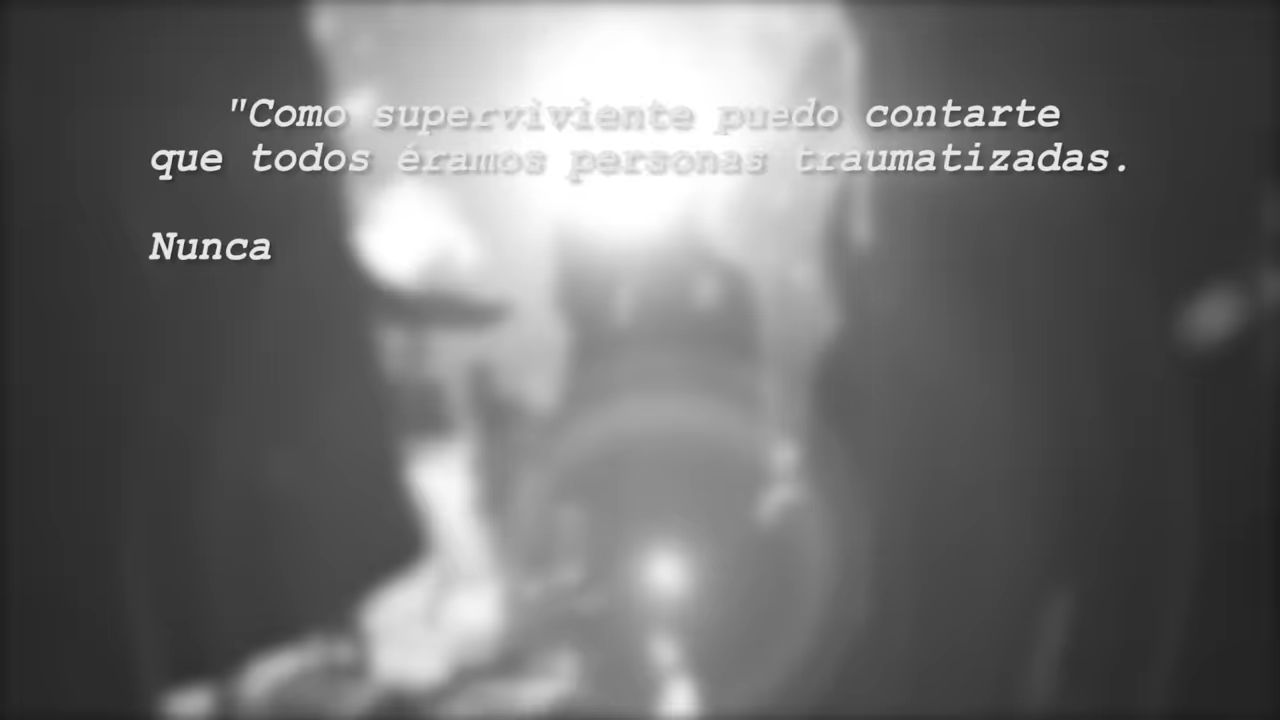 "Como superviviente puedo contarte
que todos éramos personas traumatizadas.
Nunca